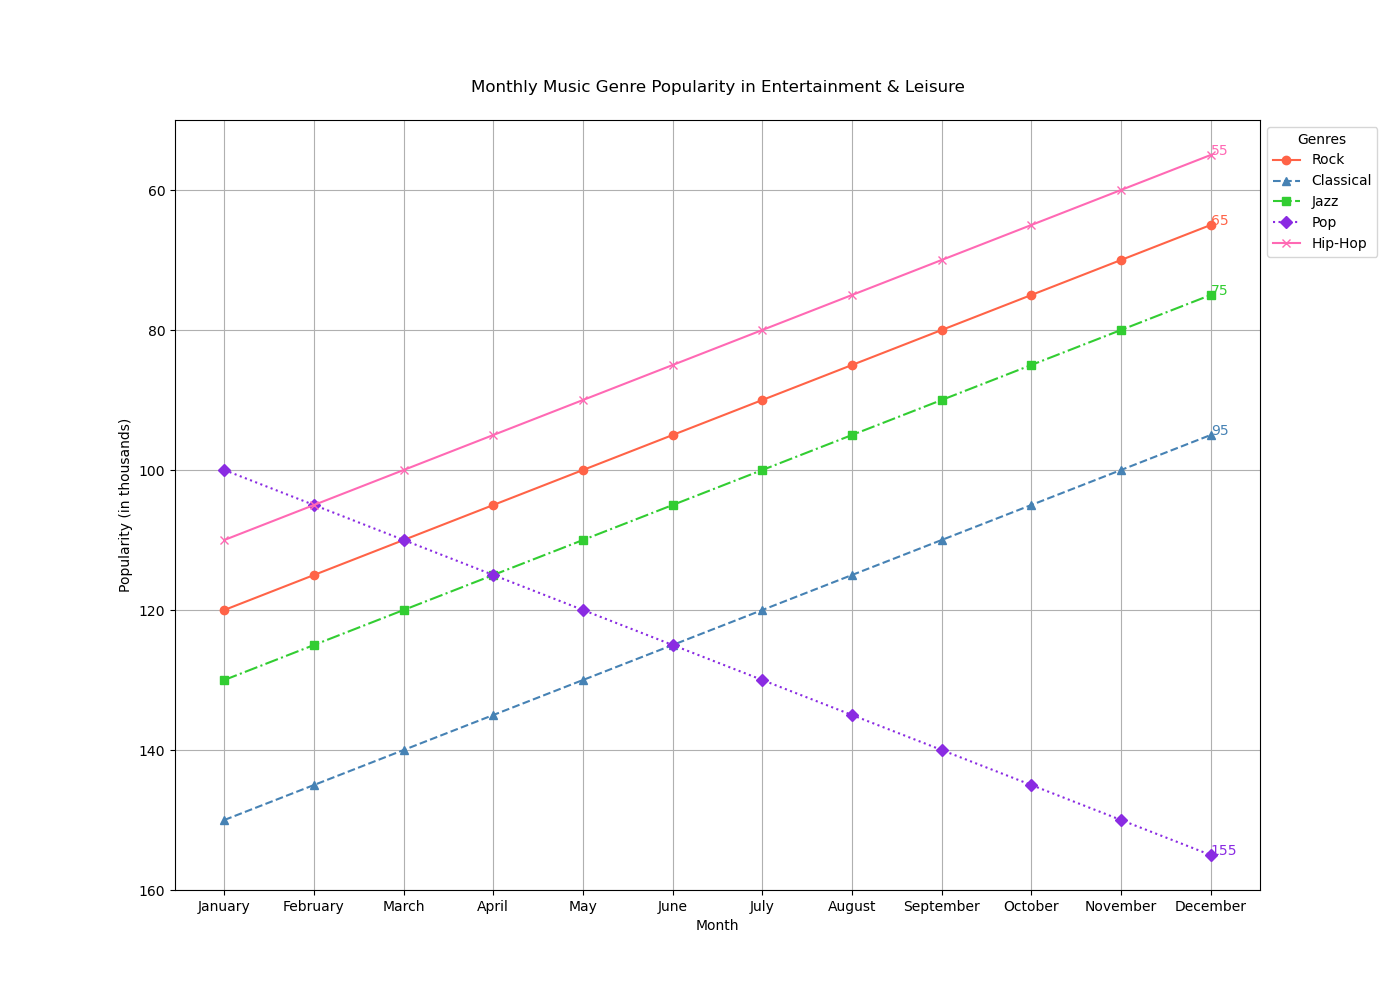 Monthly Music Genre Popularity in Entertainment & Leisure
Genres
Rock
Classical
Jazz
Pop
Hip-Hop
55
65
75
95
155
Popularity (in thousands)
60
80
100
120
140
160
January February March April May June July August September October November December
Month